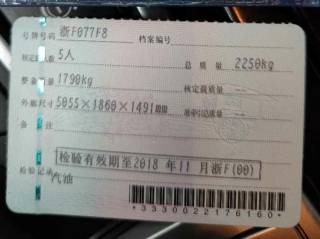 号牌号码 浙F077F8 档案编号
核定载人数 5人 总质量 2250kg
整备质量 1790kg 核定载质量 --
外廓尺寸 5055×1860×1491mm 准牵引总质量 --
备注
检验有效期至2018年11月浙F(00)
检验记录 汽油
*3330022176160*